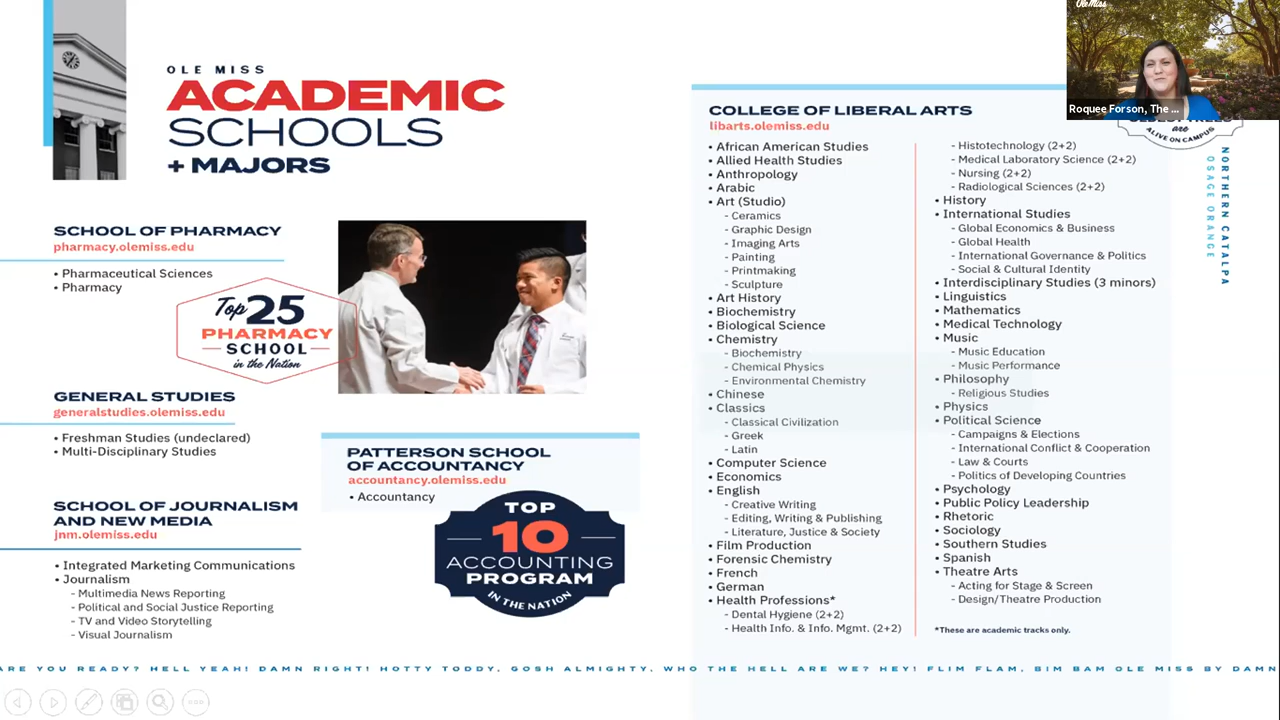 OLE MISS
ACADEMIC
SCHOOLS
+ MAJORS
SCHOOL OF PHARMACY
pharmacy.olemiss.edu
• Pharmaceutical Sciences
• Pharmacy
Top 25
PHARMACY
SCHOOL
in the Nation
GENERAL STUDIES
generalstudies.olemiss.edu
• Freshman Studies (undeclared)
• Multi-Disciplinary Studies
SCHOOL OF JOURNALISM
AND NEW MEDIA
jnm.olemiss.edu
• Integrated Marketing Communications
• Journalism
- Multimedia News Reporting
- Political and Social Justice Reporting
- TV and Video Storytelling
- Visual Journalism
PATTERSON SCHOOL
OF ACCOUNTANCY
accountancy.olemiss.edu
• Accountancy
TOP
10
ACCOUNTING
PROGRAM
IN THE NATION
COLLEGE OF LIBERAL ARTS
libarts.olemiss.edu
• African American Studies
• Allied Health Studies
• Anthropology
• Arabic
• Art (Studio)
- Ceramics
- Graphic Design
- Imaging Arts
- Painting
- Printmaking
- Sculpture
• Art History
• Biochemistry
• Biological Science
• Chemistry
- Biochemistry
- Chemical Physics
- Environmental Chemistry
• Chinese
• Classics
- Classical Civilization
- Greek
- Latin
• Computer Science
• Economics
• English
- Creative Writing
- Editing, Writing & Publishing
- Literature, Justice & Society
• Film Production
• Forensic Chemistry
• French
• German
• Health Professions*
- Dental Hygiene (2+2)
- Health Info. & Info. Mgmt. (2+2)
- Histotechnology (2+2)
- Medical Laboratory Science (2+2)
- Nursing (2+2)
- Radiological Sciences (2+2)
• History
• International Studies
- Global Economics & Business
- Global Health
- International Governance & Politics
- Social & Cultural Identity
• Interdisciplinary Studies (3 minors)
• Linguistics
• Mathematics
• Medical Technology
• Music
- Music Education
- Music Performance
• Philosophy
- Religious Studies
• Physics
• Political Science
- Campaigns & Elections
- International Conflict & Cooperation
- Law & Courts
- Politics of Developing Countries
• Psychology
• Public Policy Leadership
• Rhetoric
• Sociology
• Southern Studies
• Spanish
• Theatre Arts
- Acting for Stage & Screen
- Design/Theatre Production
*These are academic tracks only.
Ole Miss
Roquee Forson, The ...
are
ALIVE ON CAMPUS
NORTHERN CATALPA
OSAGE ORANGE
ARE YOU READY? HELL YEAH! DAMN RIGHT! HOTTY TODDY, GOSH ALMIGHTY, WHO THE HELL ARE WE? HEY! FLIM FLAM, BIM BAM OLE MISS BY DAMN